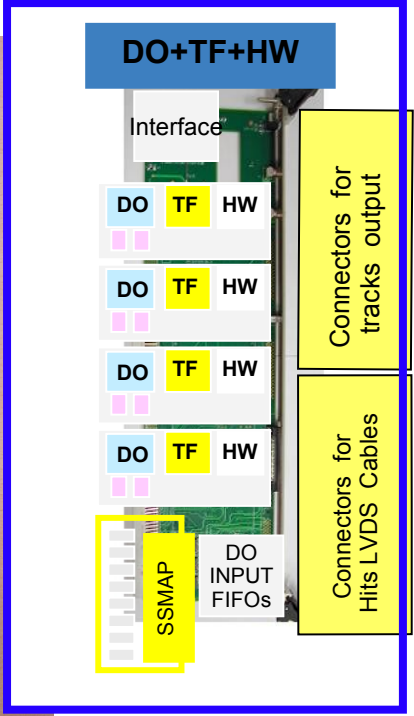 DO+TF+HW
Interface
Connectors for
tracks output
DO TF HW
DO TF HW
DO TF HW
DO TF HW
Connectors for
Hits LVDS Cables
SSMAP
DO
INPUT
FIFOs